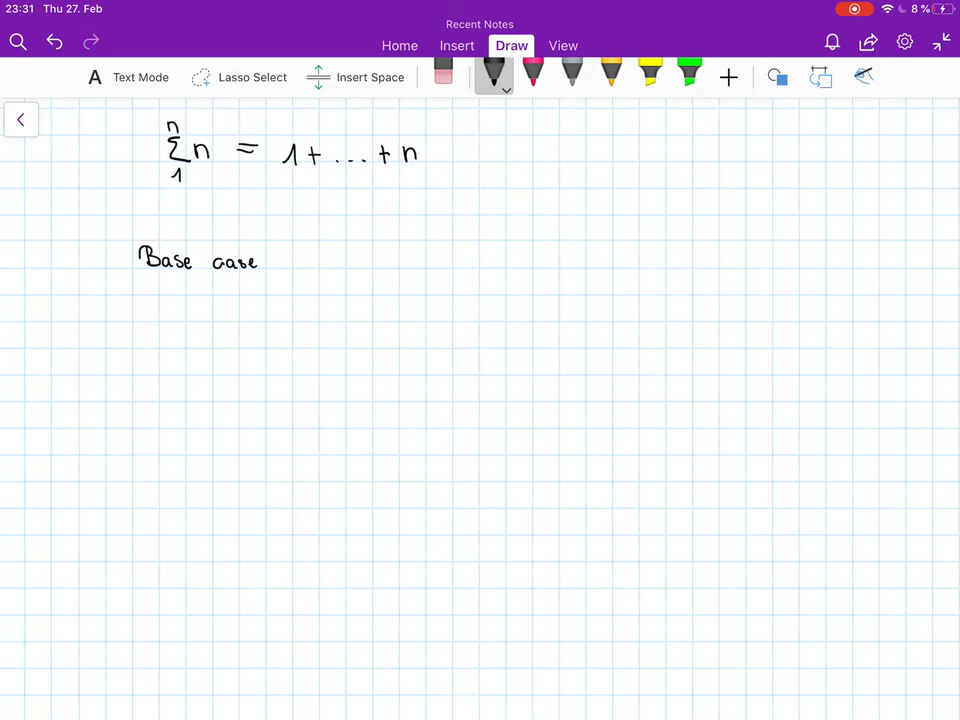 23:31 Thu 27. Feb 8 %
Recent Notes
Home Insert Draw View
A Text Mode Lasso Select Insert Space
n
∑ n = 1 + ... + n
1
Base case